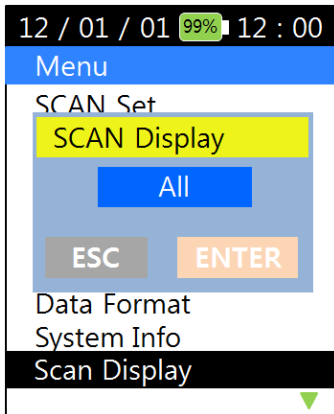 12 / 01 / 01 99% 12 : 00
Menu
SCAN Set
SCAN Display
All
ESC ENTER
Data Format
System Info
Scan Display